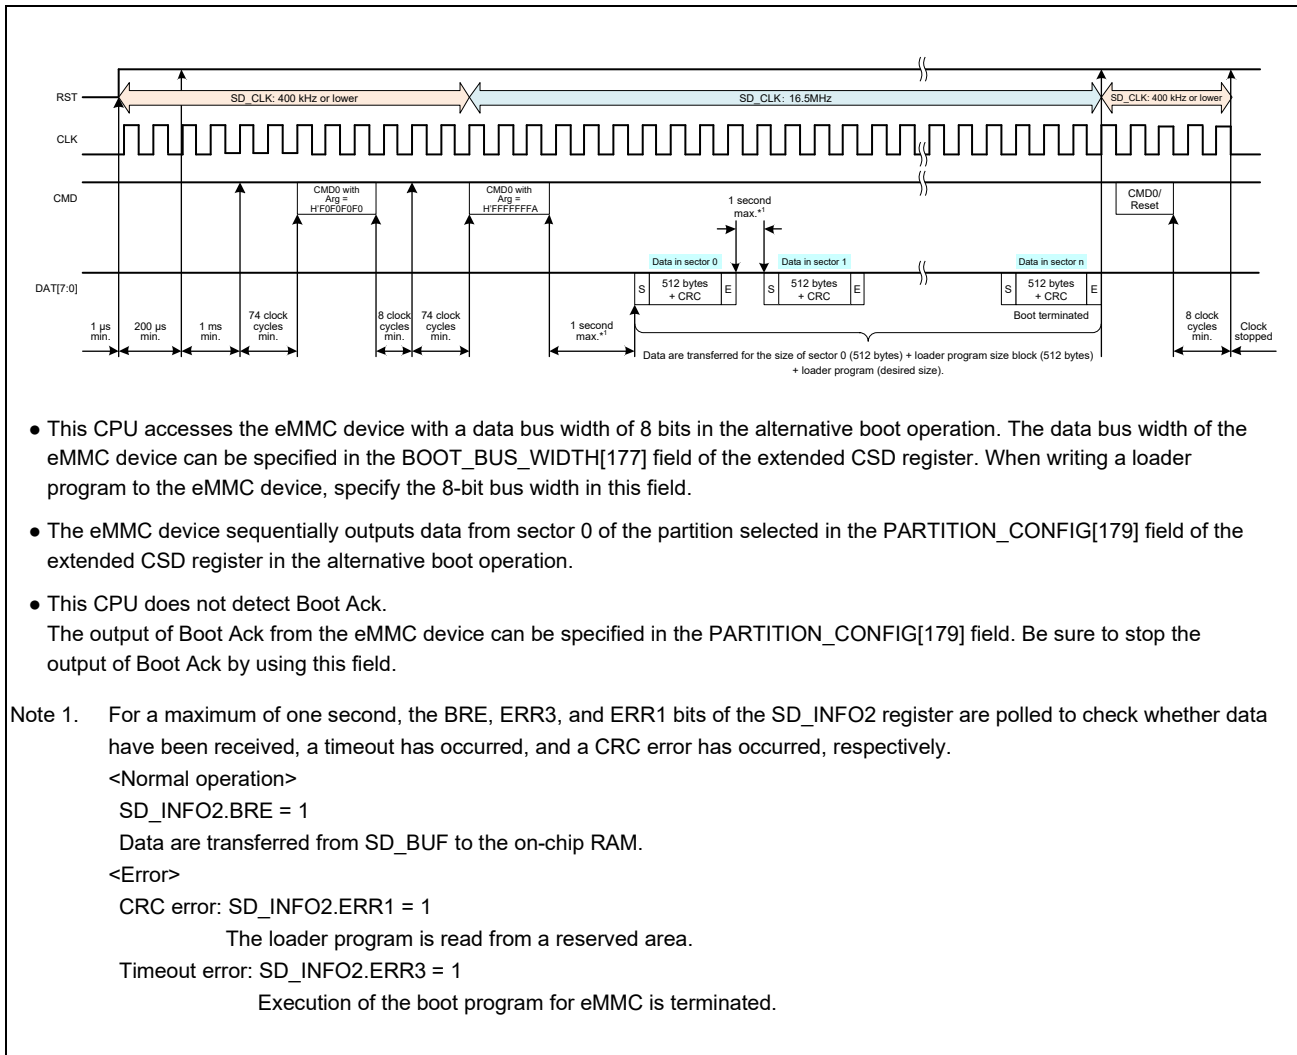 RST
SD_CLK: 400 kHz or lower
SD_CLK: 16.5MHz
SD_CLK: 400 kHz or lower
CLK
CMD
CMD0 with
Arg =
H'F0F0F0F0
CMD0 with
Arg =
H'FFFFFFFA
1 second
max.*1
CMD0/
Reset
Data in sector 0
Data in sector 1
Data in sector n
DAT[7:0]
S
512 bytes
+ CRC
E
S
512 bytes
+ CRC
E
S
512 bytes
+ CRC
E
Boot terminated
1 µs
min.
200 µs
min.
1 ms
min.
74 clock
cycles
min.
8 clock
cycles
min.
74 clock
cycles
min.
1 second
max.*1
8 clock
cycles
min.
Clock
stopped
Data are transferred for the size of sector 0 (512 bytes) + loader program size block (512 bytes)
+ loader program (desired size).
● This CPU accesses the eMMC device with a data bus width of 8 bits in the alternative boot operation. The data bus width of the
eMMC device can be specified in the BOOT_BUS_WIDTH[177] field of the extended CSD register. When writing a loader
program to the eMMC device, specify the 8-bit bus width in this field.
● The eMMC device sequentially outputs data from sector 0 of the partition selected in the PARTITION_CONFIG[179] field of the
extended CSD register in the alternative boot operation.
● This CPU does not detect Boot Ack.
The output of Boot Ack from the eMMC device can be specified in the PARTITION_CONFIG[179] field. Be sure to stop the
output of Boot Ack by using this field.
Note 1. For a maximum of one second, the BRE, ERR3, and ERR1 bits of the SD_INFO2 register are polled to check whether data
have been received, a timeout has occurred, and a CRC error has occurred, respectively.
<Normal operation>
SD_INFO2.BRE = 1
Data are transferred from SD_BUF to the on-chip RAM.
<Error>
CRC error: SD_INFO2.ERR1 = 1
The loader program is read from a reserved area.
Timeout error: SD_INFO2.ERR3 = 1
Execution of the boot program for eMMC is terminated.